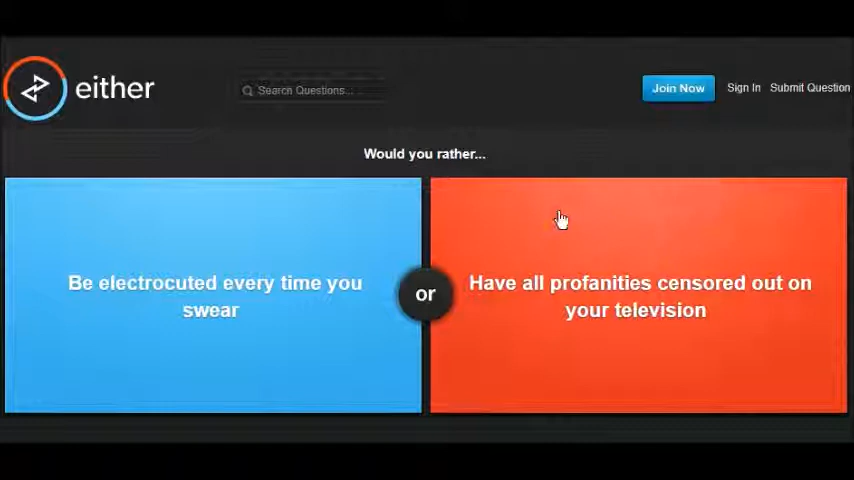 either
Search Questions...
Join Now
Sign In
Submit Question
Would you rather...
Be electrocuted every time you
swear
or
Have all profanities censored out on
your television